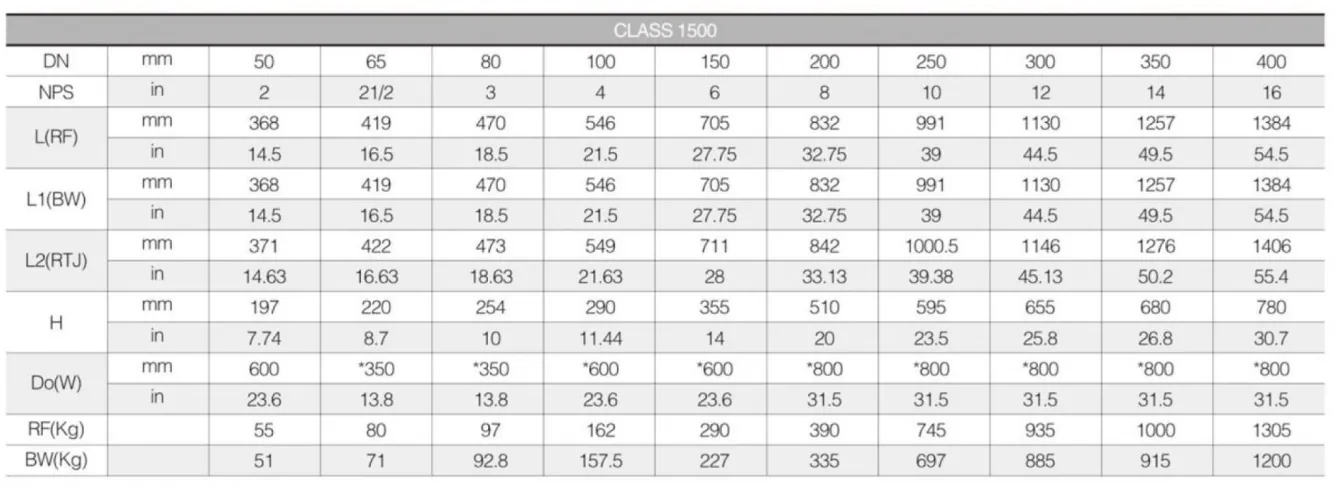 CLASS 1500
DN mm 50 65 80 100 150 200 250 300 350 400
NPS in 2 21/2 3 4 6 8 10 12 14 16
L(RF) mm 368 419 470 546 705 832 991 1130 1257 1384
in 14.5 16.5 18.5 21.5 27.75 32.75 39 44.5 49.5 54.5
L1(BW) mm 368 419 470 546 705 832 991 1130 1257 1384
in 14.5 16.5 18.5 21.5 27.75 32.75 39 44.5 49.5 54.5
L2(RTJ) mm 371 422 473 549 711 842 1000.5 1146 1276 1406
in 14.63 16.63 18.63 21.63 28 33.13 39.38 45.13 50.2 55.4
H mm 197 220 254 290 355 510 595 655 680 780
in 7.74 8.7 10 11.44 14 20 23.5 25.8 26.8 30.7
Do(W) mm 600 *350 *350 *600 *600 *800 *800 *800 *800 *800
in 23.6 13.8 13.8 23.6 23.6 31.5 31.5 31.5 31.5 31.5
RF(Kg) 55 80 97 162 290 390 745 935 1000 1305
BW(Kg) 51 71 92.8 157.5 227 335 697 885 915 1200